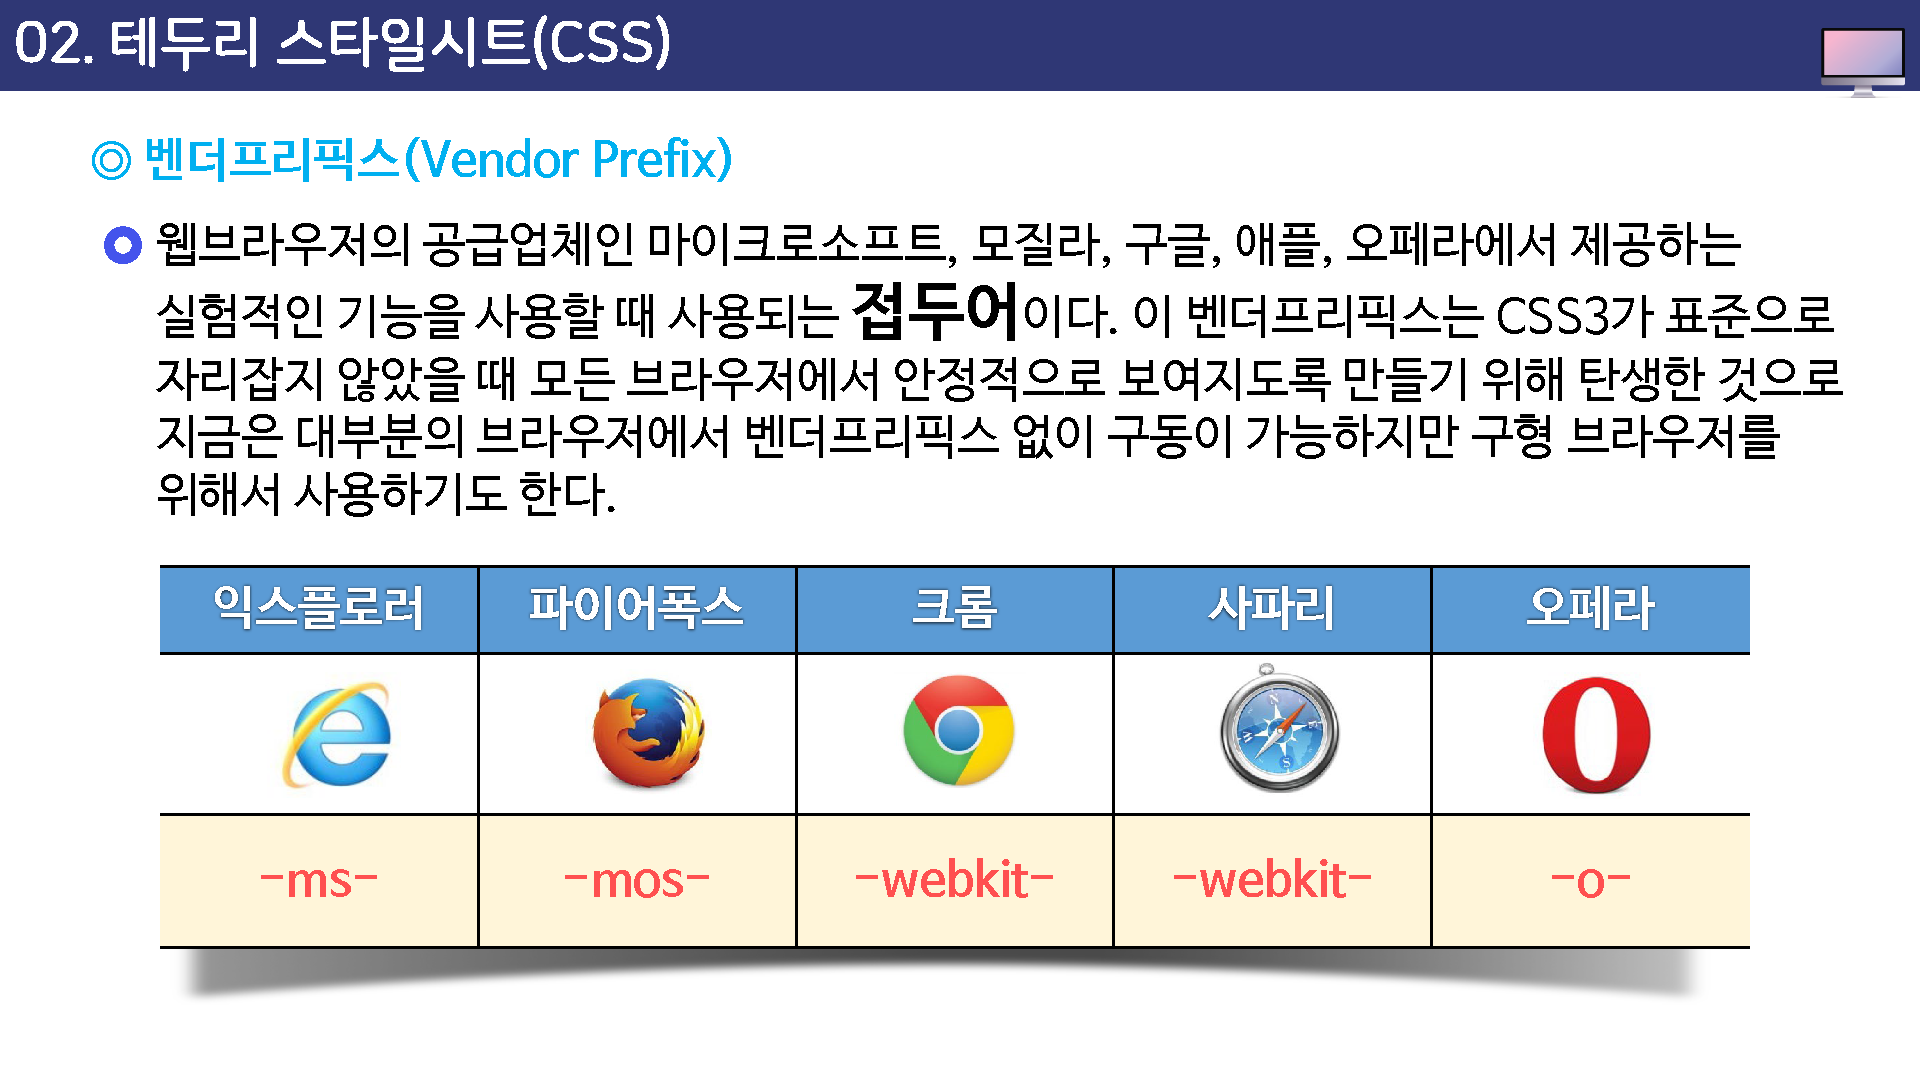 02. 테두리 스타일시트(CSS)
◎ 벤더프리픽스(Vendor Prefix)
웹브라우저의 공급업체인 마이크로소프트, 모질라, 구글, 애플, 오페라에서 제공하는
실험적인 기능을 사용할 때 사용되는 접두어이다. 이 벤더프리픽스는 CSS3가 표준으로
자리잡지 않았을 때 모든 브라우저에서 안정적으로 보여지도록 만들기 위해 탄생한 것으로
지금은 대부분의 브라우저에서 벤더프리픽스 없이 구동이 가능하지만 구형 브라우저를
위해서 사용하기도 한다.
익스플로러 파이어폭스 크롬 사파리 오페라
-ms- -mos- -webkit- -webkit- -o-